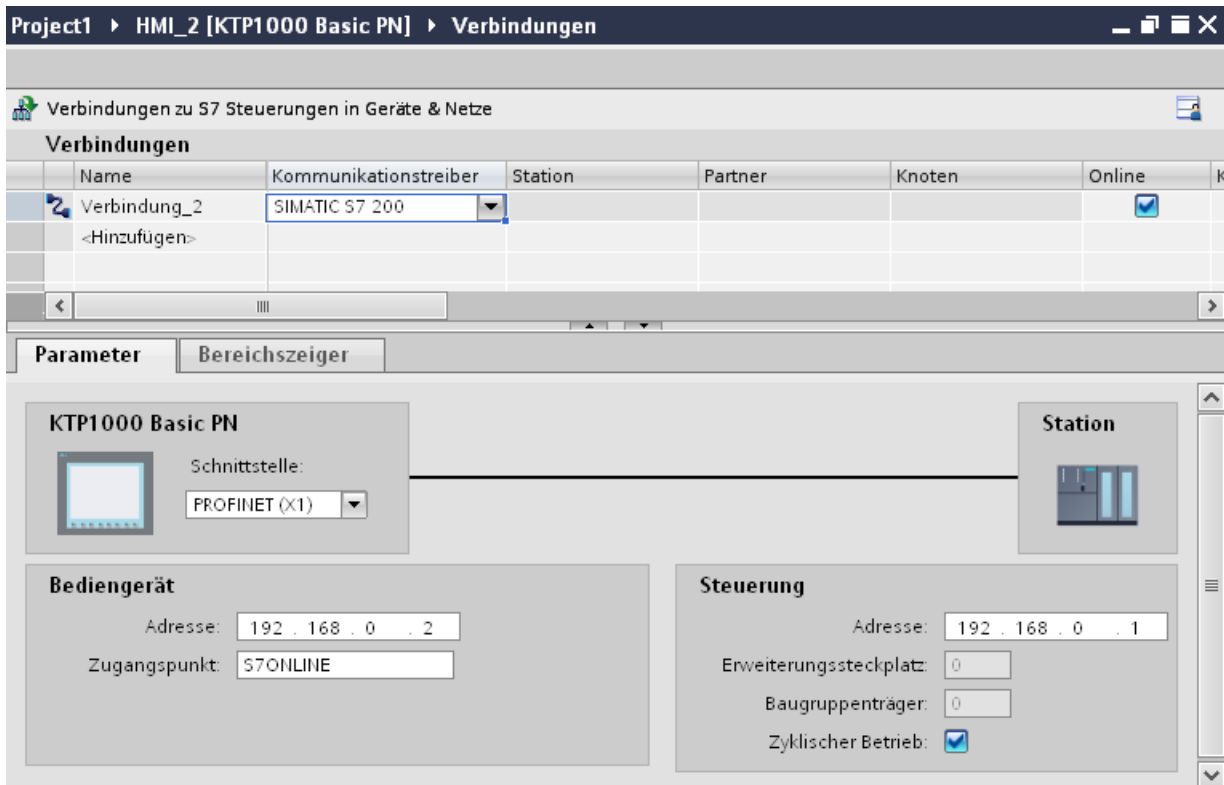 Project1 ▸ HMI_2 [KTP1000 Basic PN] ▸ Verbindungen
Verbindungen zu S7 Steuerungen in Geräte & Netze
Verbindungen
Name Kommunikationstreiber Station Partner Knoten Online K
Verbindung_2 SIMATIC S7 200
<Hinzufügen>
Parameter Bereichszeiger
KTP1000 Basic PN
Schnittstelle:
PROFINET (X1)
Station
Bediengerät
Adresse: 192 . 168 . 0 . 2
Zugangspunkt: S7ONLINE
Steuerung
Adresse: 192 . 168 . 0 . 1
Erweiterungssteckplatz: 0
Baugruppenträger: 0
Zyklischer Betrieb: